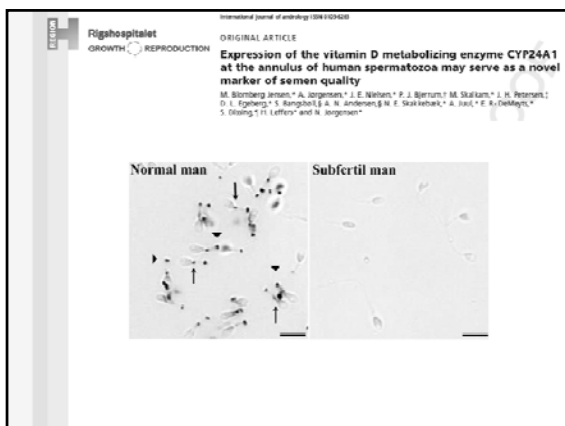 International journal of andrology ISSN 0105-6263
REGION
Rigshospitalet
GROWTH REPRODUCTION
ORIGINAL ARTICLE
Expression of the vitamin D metabolizing enzyme CYP24A1
at the annulus of human spermatozoa may serve as a novel
marker of semen quality
M. Blomberg Jensen,* A. Jørgensen,* J. E. Nielsen,* P. J. Bjerrum,† M. Skalkam,* J. H. Petersen,‡
D. L. Egeberg,* S. Bangsbøll,§ A. N. Andersen,§ N. E. Skakkebæk,* A. Juul,* E. R.- DeMeyts,*
S. Dissing,¶ H. Leffers* and N. Jørgensen*
Normal man
Subfertil man